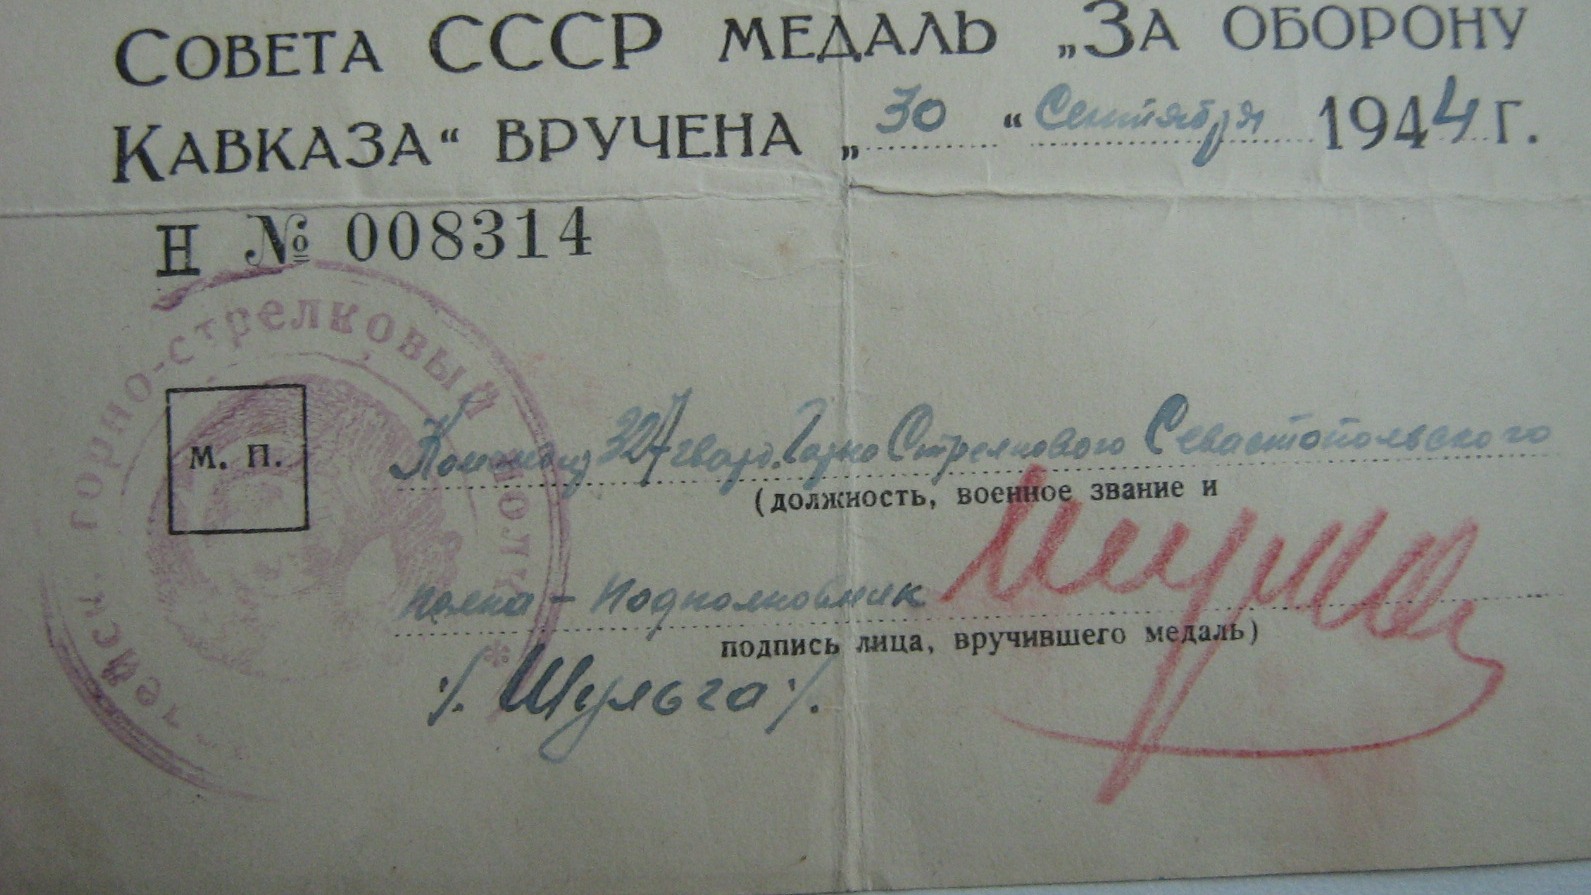 Совета СССР медаль „За оборону
Кавказа“ вручена „30“ Сентября 1944 г.
Н № 008314
горно-стрелковый полк *
М. П.
327 гвард. Горно Стрелкового Севастопольского
(должность, военное звание и
полка – подполковник
подпись лица, вручившего медаль)
/. Шульга /.